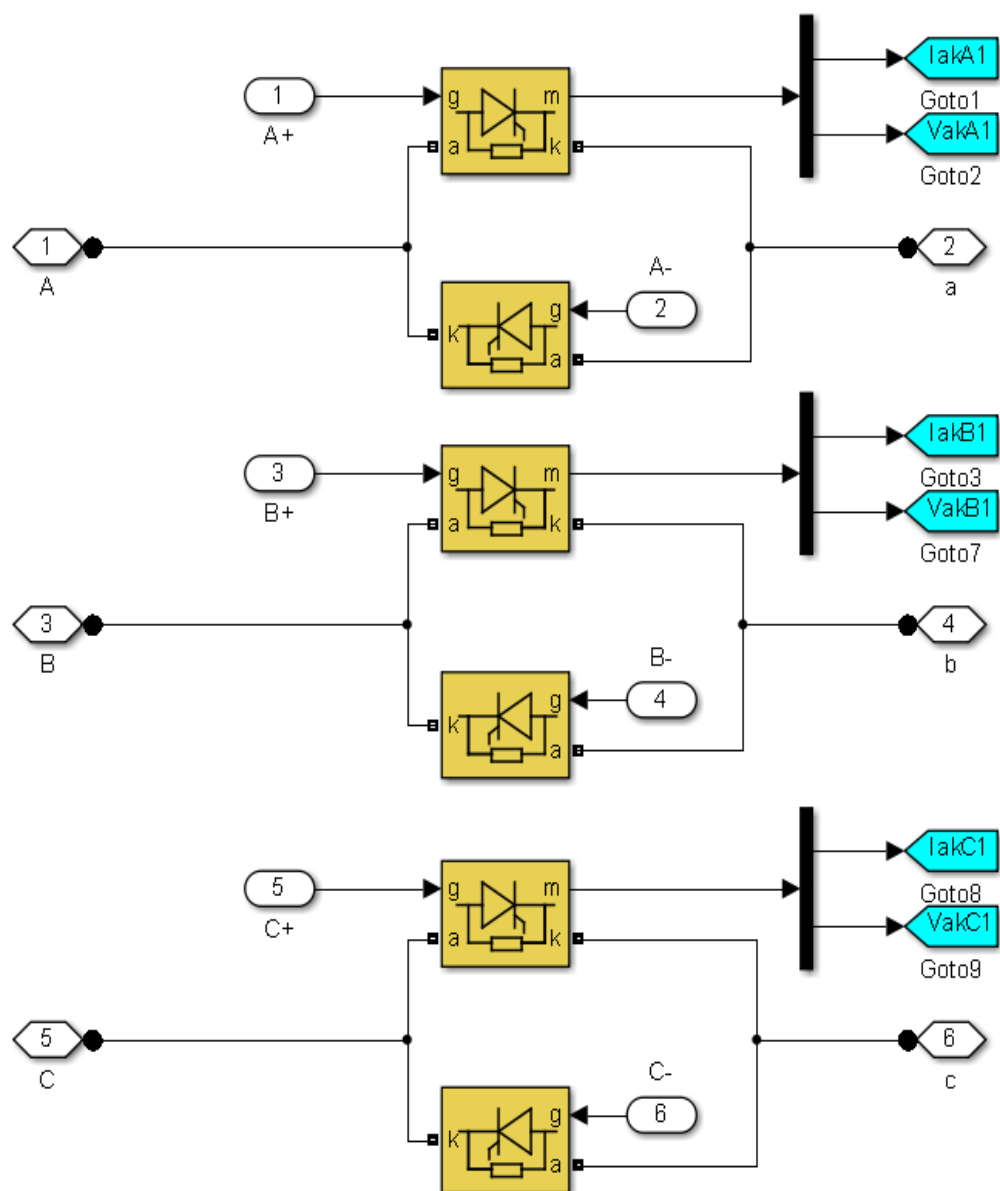 IakA1
1
g
m
A+
Goto1
a
k
VakA1
Goto2
1
A-
2
A
g
2
a
k
a
IakB1
3
g
m
B+
Goto3
a
k
VakB1
Goto7
3
B-
4
B
g
4
b
k
a
IakC1
5
g
m
C+
Goto8
a
k
VakC1
Goto9
5
C-
6
C
g
6
c
k
a